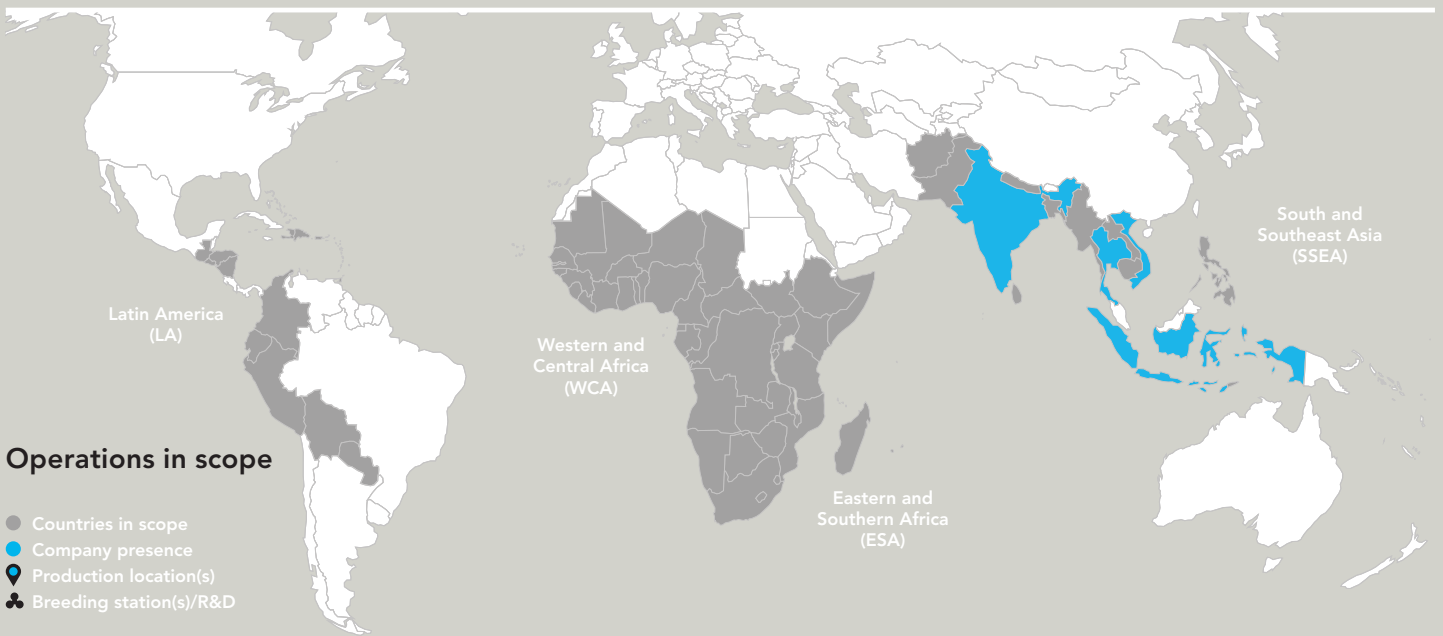 South and
Southeast Asia
(SSEA)
Latin America
(LA)
Western and
Central Africa
(WCA)
Operations in scope
Eastern and
Southern Africa
(ESA)
Countries in scope
Company presence
Production location(s)
Breeding station(s)/R&D